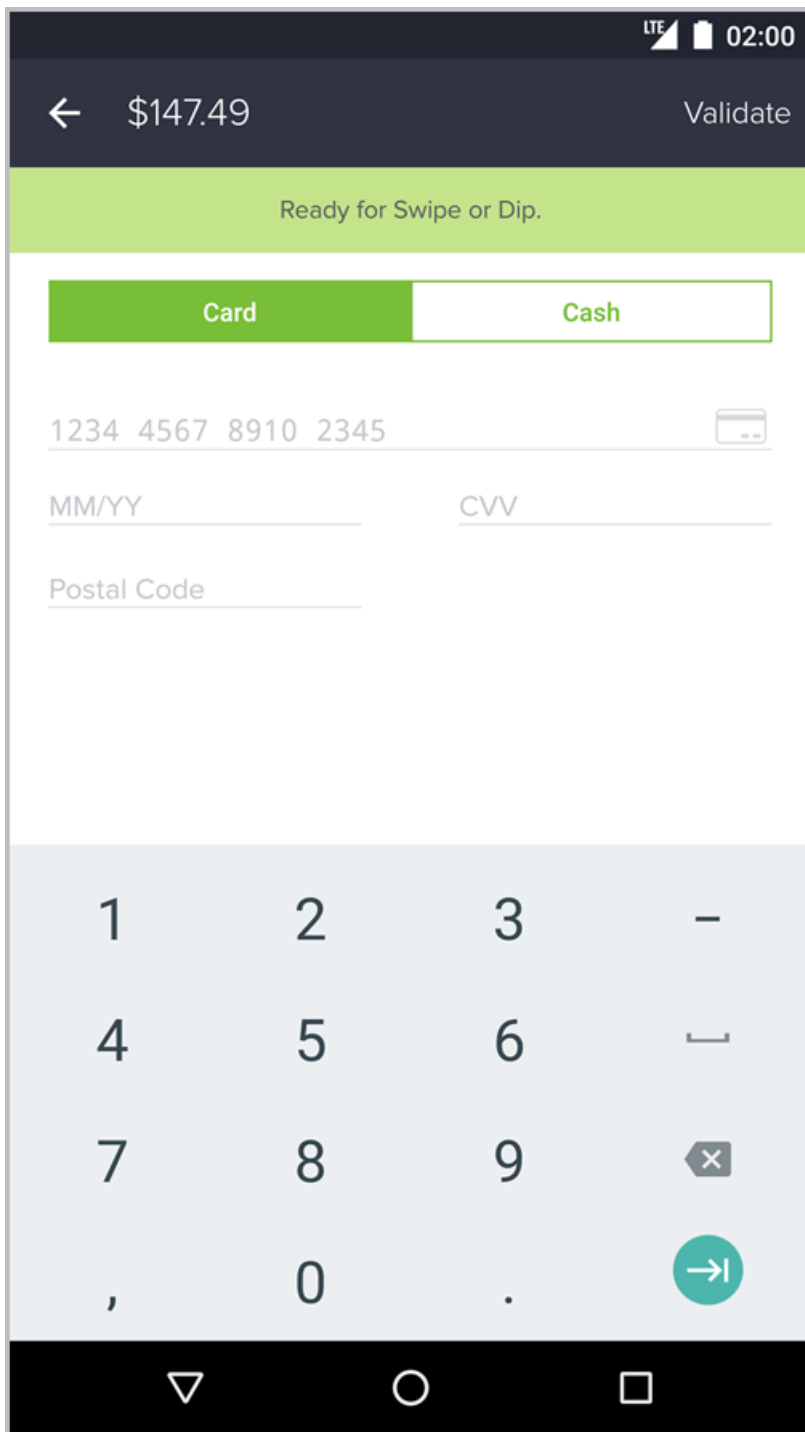 LTE 02:00
$147.49 Validate
Ready for Swipe or Dip.
Card Cash
1234 4567 8910 2345
MM/YY CVV
Postal Code
1 2 3 –
4 5 6
7 8 9
, 0 .